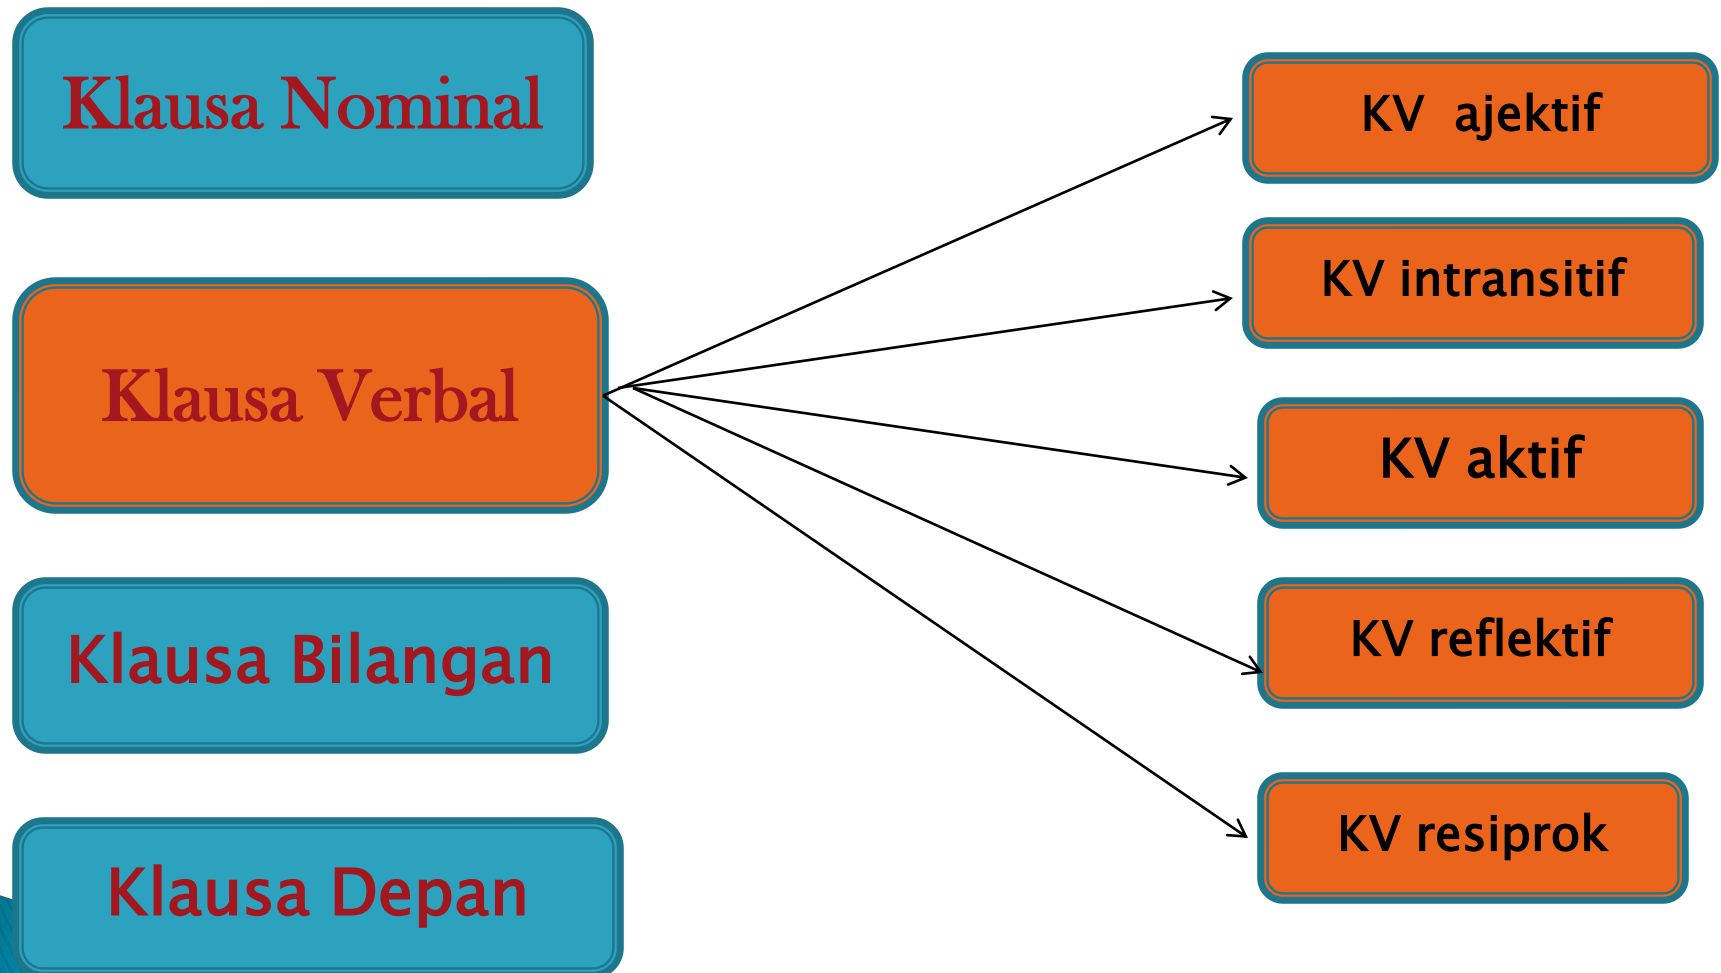 Klausa Nominal
Klausa Verbal
Klausa Bilangan
Klausa Depan
KV ajektif
KV intransitif
KV aktif
KV reflektif
KV resiprok